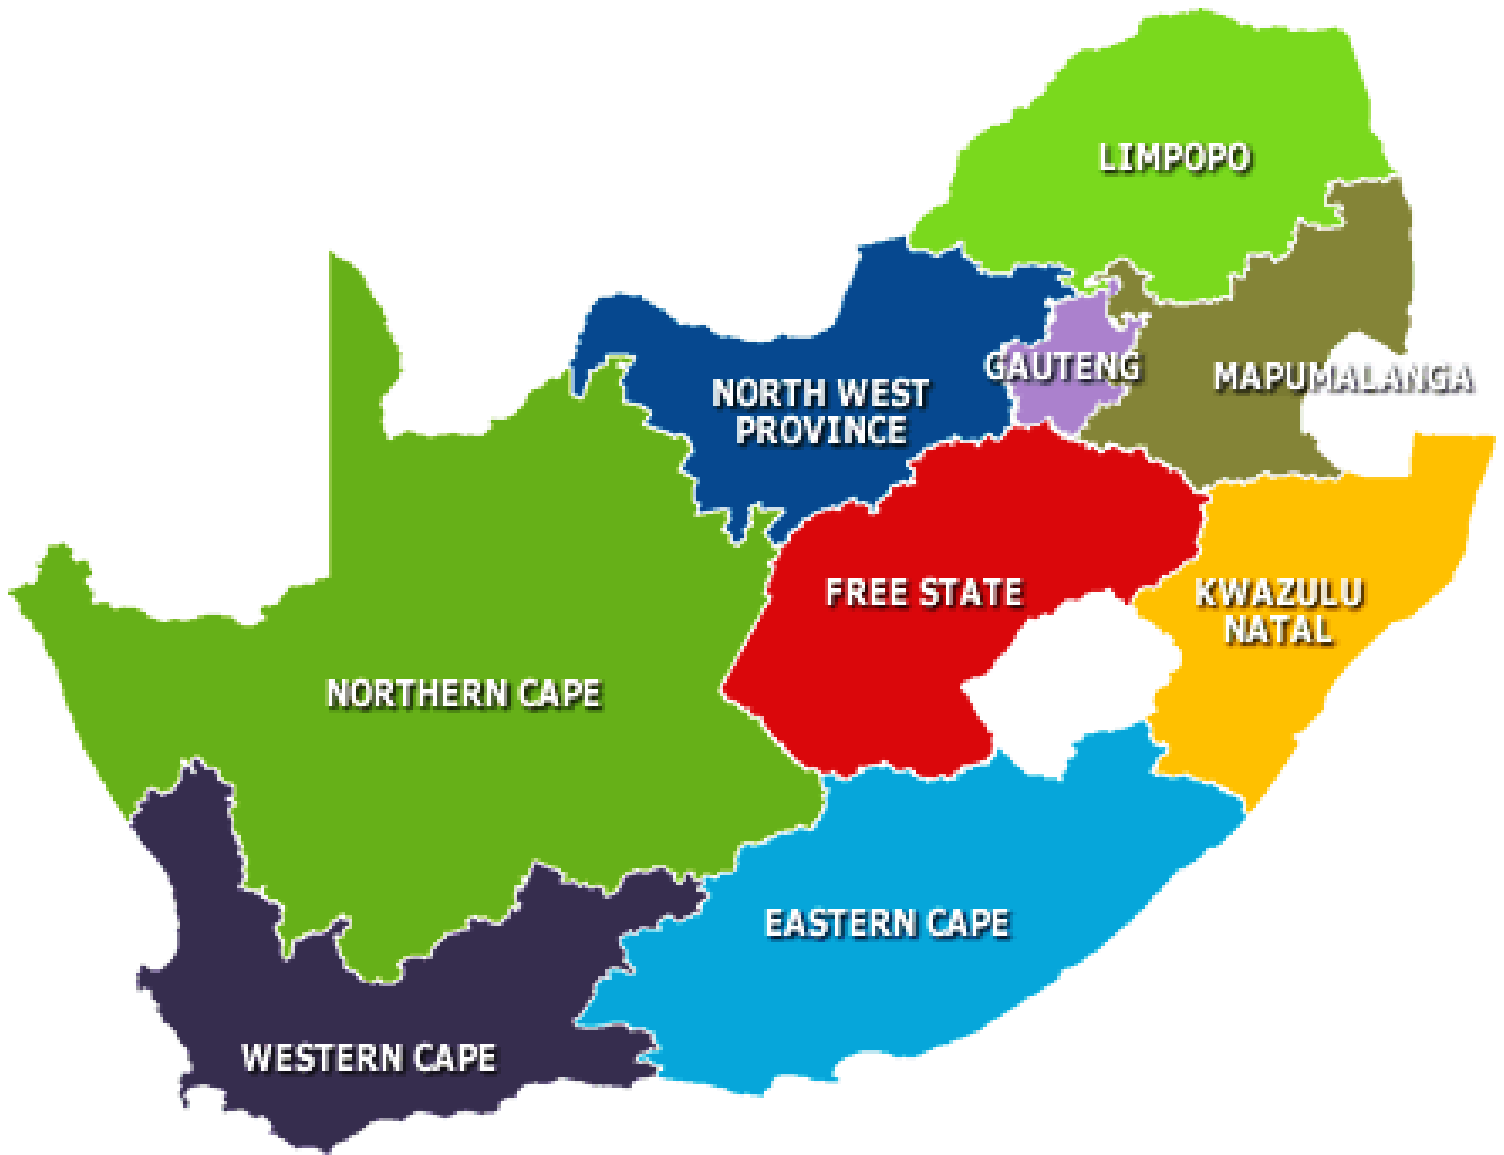 LIMPOPO
GAUTENG
MAPUMALANGA
NORTH WEST
PROVINCE
FREE STATE
KWAZULU
NATAL
NORTHERN CAPE
EASTERN CAPE
WESTERN CAPE